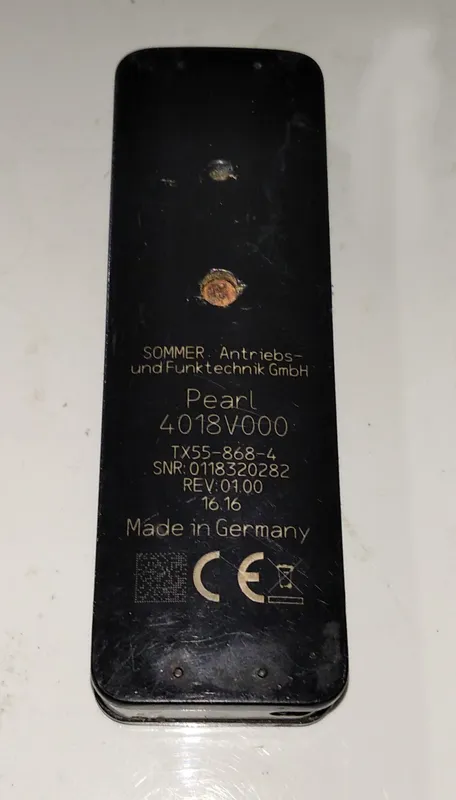 SOMMER Antriebs-
und Funktechnik GmbH
Pearl
4018V000
TX55-868-4
SNR:0118320282
REV:01.00
16.16
Made in Germany
CE